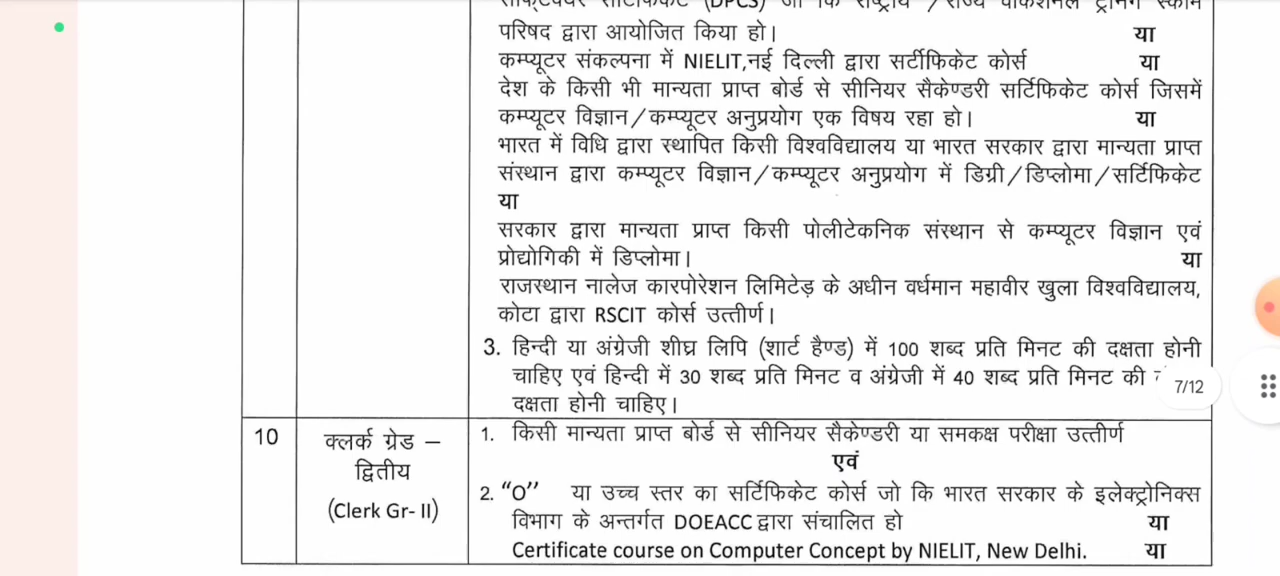 साफ्टवेयर सर्टिफिकेट (DPCS) जो कि राष्ट्रीय / राज्य वोकेशनल ट्रेनिंग स्कीम
परिषद द्वारा आयोजित किया हो। या
कम्प्यूटर संकल्पना में NIELIT,नई दिल्ली द्वारा सर्टीफिकेट कोर्स या
देश के किसी भी मान्यता प्राप्त बोर्ड से सीनियर सैकेण्डरी सर्टिफिकेट कोर्स जिसमें
कम्प्यूटर विज्ञान/कम्प्यूटर अनुप्रयोग एक विषय रहा हो। या
भारत में विधि द्वारा स्थापित किसी विश्वविद्यालय या भारत सरकार द्वारा मान्यता प्राप्त
संस्थान द्वारा कम्प्यूटर विज्ञान/कम्प्यूटर अनुप्रयोग में डिग्री/डिप्लोमा/सर्टिफिकेट
या
सरकार द्वारा मान्यता प्राप्त किसी पोलीटेकनिक संस्थान से कम्प्यूटर विज्ञान एवं
प्रोद्योगिकी में डिप्लोमा। या
राजस्थान नालेज कारपोरेशन लिमिटेड़ के अधीन वर्धमान महावीर खुला विश्वविद्यालय,
कोटा द्वारा RSCIT कोर्स उत्तीर्ण।
3. हिन्दी या अंग्रेजी शीघ्र लिपि (शार्ट हैण्ड) में 100 शब्द प्रति मिनट की दक्षता होनी
चाहिए एवं हिन्दी में 30 शब्द प्रति मिनट व अंग्रेजी में 40 शब्द प्रति मिनट की
7/12
दक्षता होनी चाहिए।
10 क्लर्क ग्रेड – 1. किसी मान्यता प्राप्त बोर्ड से सीनियर सैकेण्डरी या समकक्ष परीक्षा उत्तीर्ण
द्वितीय एवं
(Clerk Gr- II) 2. "O" या उच्च स्तर का सर्टिफिकेट कोर्स जो कि भारत सरकार के इलेक्ट्रोनिक्स
विभाग के अन्तर्गत DOEACC द्वारा संचालित हो या
Certificate course on Computer Concept by NIELIT, New Delhi. या